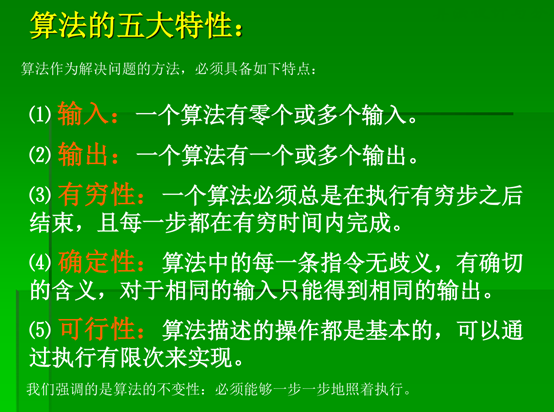 算法的五大特性：
算法作为解决问题的方法，必须具备如下特点：
⑴ 输入：一个算法有零个或多个输入。
⑵ 输出：一个算法有一个或多个输出。
⑶ 有穷性：一个算法必须总是在执行有穷步之后
结束，且每一步都在有穷时间内完成。
⑷ 确定性：算法中的每一条指令无歧义，有确切
的含义，对于相同的输入只能得到相同的输出。
⑸ 可行性：算法描述的操作都是基本的，可以通
过执行有限次来实现。
我们强调的是算法的不变性：必须能够一步一步地照着执行。